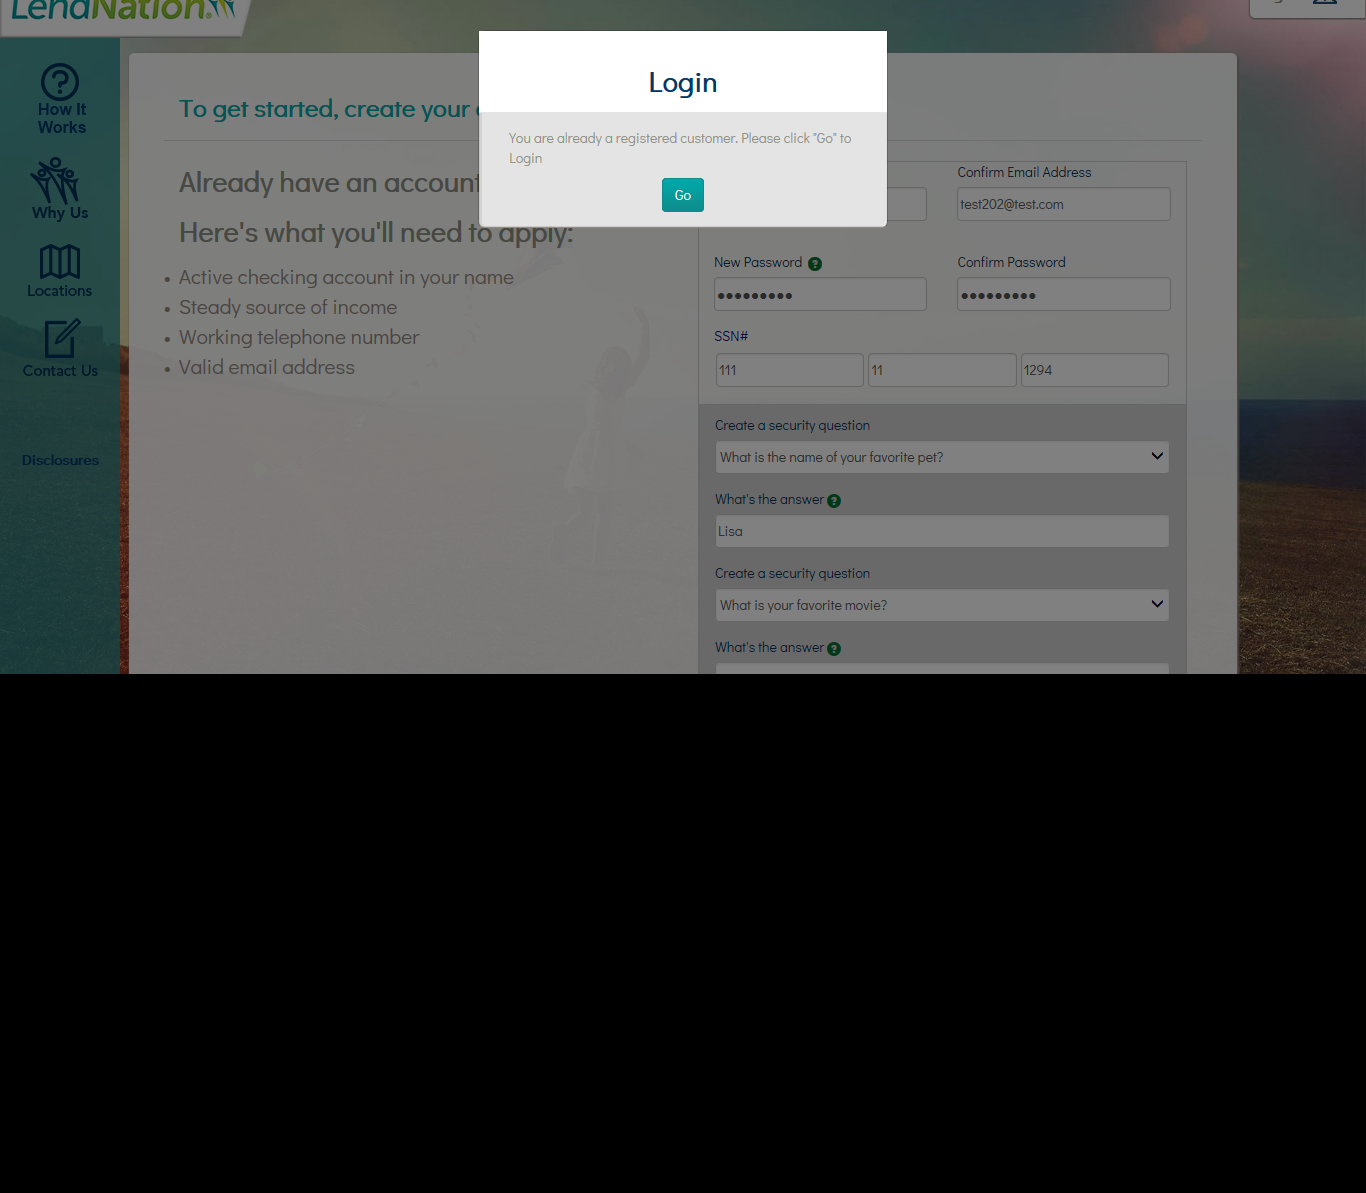 LendNation®
How It
Works
Why Us
Locations
Contact Us
Disclosures
Login
You are already a registered customer. Please click "Go" to
Login
Go
To get started, create your
Already have an account
Here's what you'll need to apply:
• Active checking account in your name
• Steady source of income
• Working telephone number
• Valid email address
Confirm Email Address
test202@test.com
New Password ?
Confirm Password
•••••••••
•••••••••
SSN#
111
11
1294
Create a security question
What is the name of your favorite pet?
What's the answer ?
Lisa
Create a security question
What is your favorite movie?
What's the answer ?